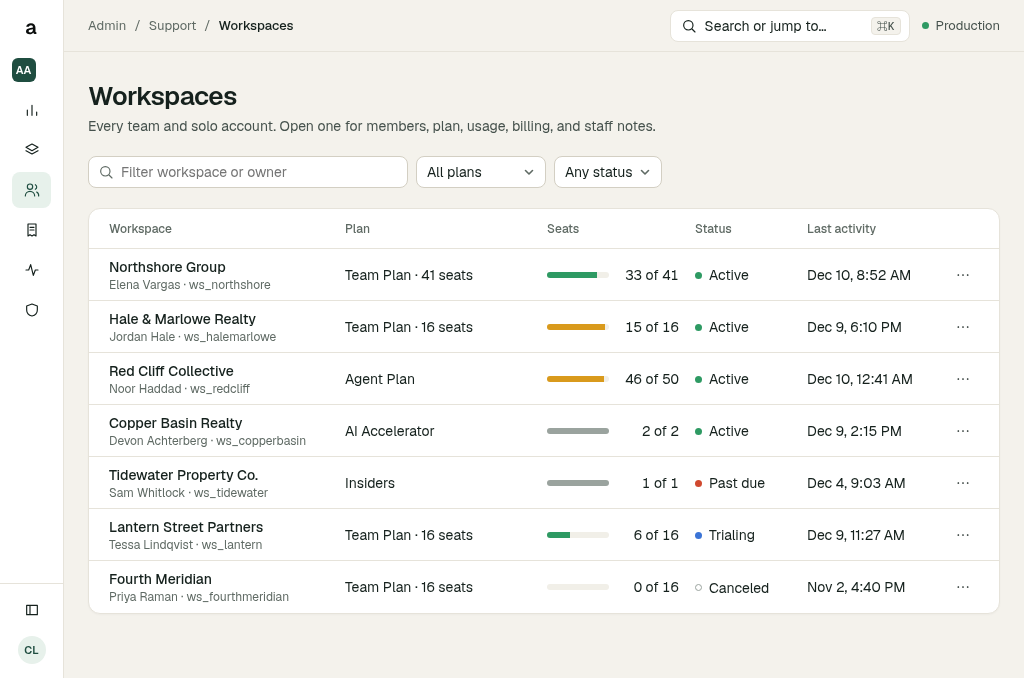 a
Admin / Support / Workspaces
Search or jump to… ⌘K
Production
AA
Workspaces
Every team and solo account. Open one for members, plan, usage, billing, and staff notes.
Filter workspace or owner
All plans
Any status
Workspace Plan Seats Status Last activity
Northshore Group
Elena Vargas · ws_northshore
Team Plan · 41 seats 33 of 41 Active Dec 10, 8:52 AM ···
Hale & Marlowe Realty
Jordan Hale · ws_halemarlowe
Team Plan · 16 seats 15 of 16 Active Dec 9, 6:10 PM ···
Red Cliff Collective
Noor Haddad · ws_redcliff
Agent Plan 46 of 50 Active Dec 10, 12:41 AM ···
Copper Basin Realty
Devon Achterberg · ws_copperbasin
AI Accelerator 2 of 2 Active Dec 9, 2:15 PM ···
Tidewater Property Co.
Sam Whitlock · ws_tidewater
Insiders 1 of 1 Past due Dec 4, 9:03 AM ···
Lantern Street Partners
Tessa Lindqvist · ws_lantern
Team Plan · 16 seats 6 of 16 Trialing Dec 9, 11:27 AM ···
Fourth Meridian
Priya Raman · ws_fourthmeridian
Team Plan · 16 seats 0 of 16 Canceled Nov 2, 4:40 PM ···
CL